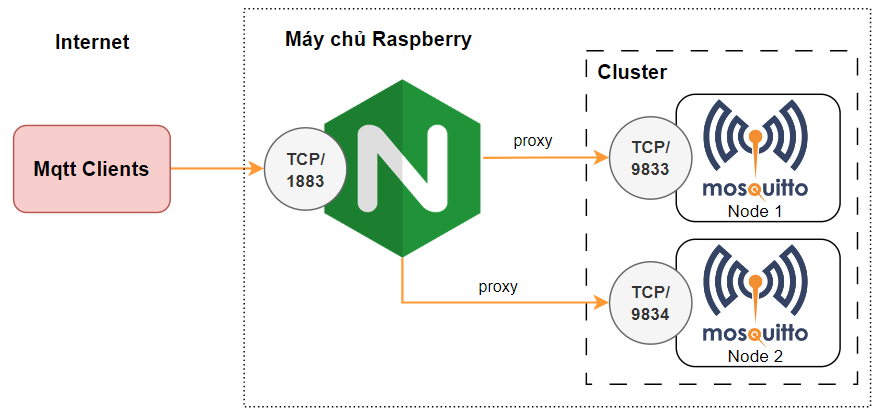 Internet
Máy chủ Raspberry
Cluster
Mqtt Clients
TCP/
1883
N
proxy
TCP/
9833
mosquitto
Node 1
proxy
TCP/
9834
mosquitto
Node 2